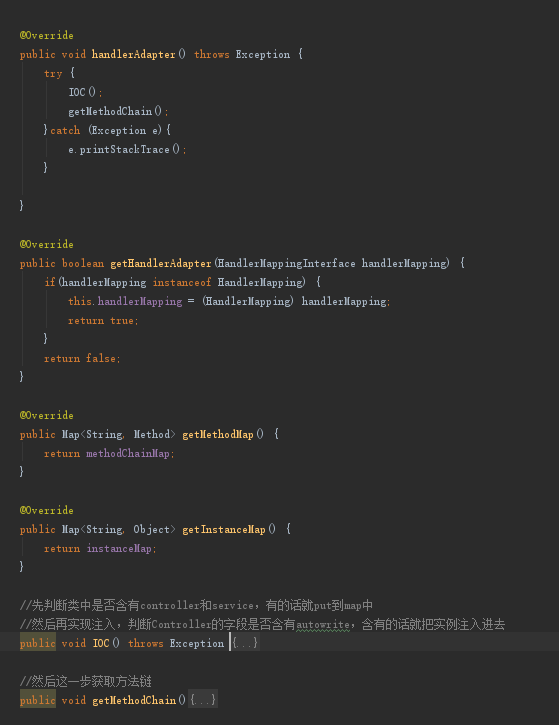 @Override
public void handlerAdapter() throws Exception {
try {
IOC();
getMethodChain();
}catch (Exception e){
e.printStackTrace();
}
}
@Override
public boolean getHandlerAdapter(HandlerMappingInterface handlerMapping) {
if(handlerMapping instanceof HandlerMapping) {
this.handlerMapping = (HandlerMapping) handlerMapping;
return true;
}
return false;
}
@Override
public Map<String, Method> getMethodMap() {
return methodChainMap;
}
@Override
public Map<String, Object> getInstanceMap() {
return instanceMap;
}
//先判断类中是否含有controller和service，有的话就put到map中
//然后再实现注入，判断Controller的字段是否含有autowrite，含有的话就把实例注入进去
public void IOC() throws Exception {...}
//然后这一步获取方法链
public void getMethodChain(){...}